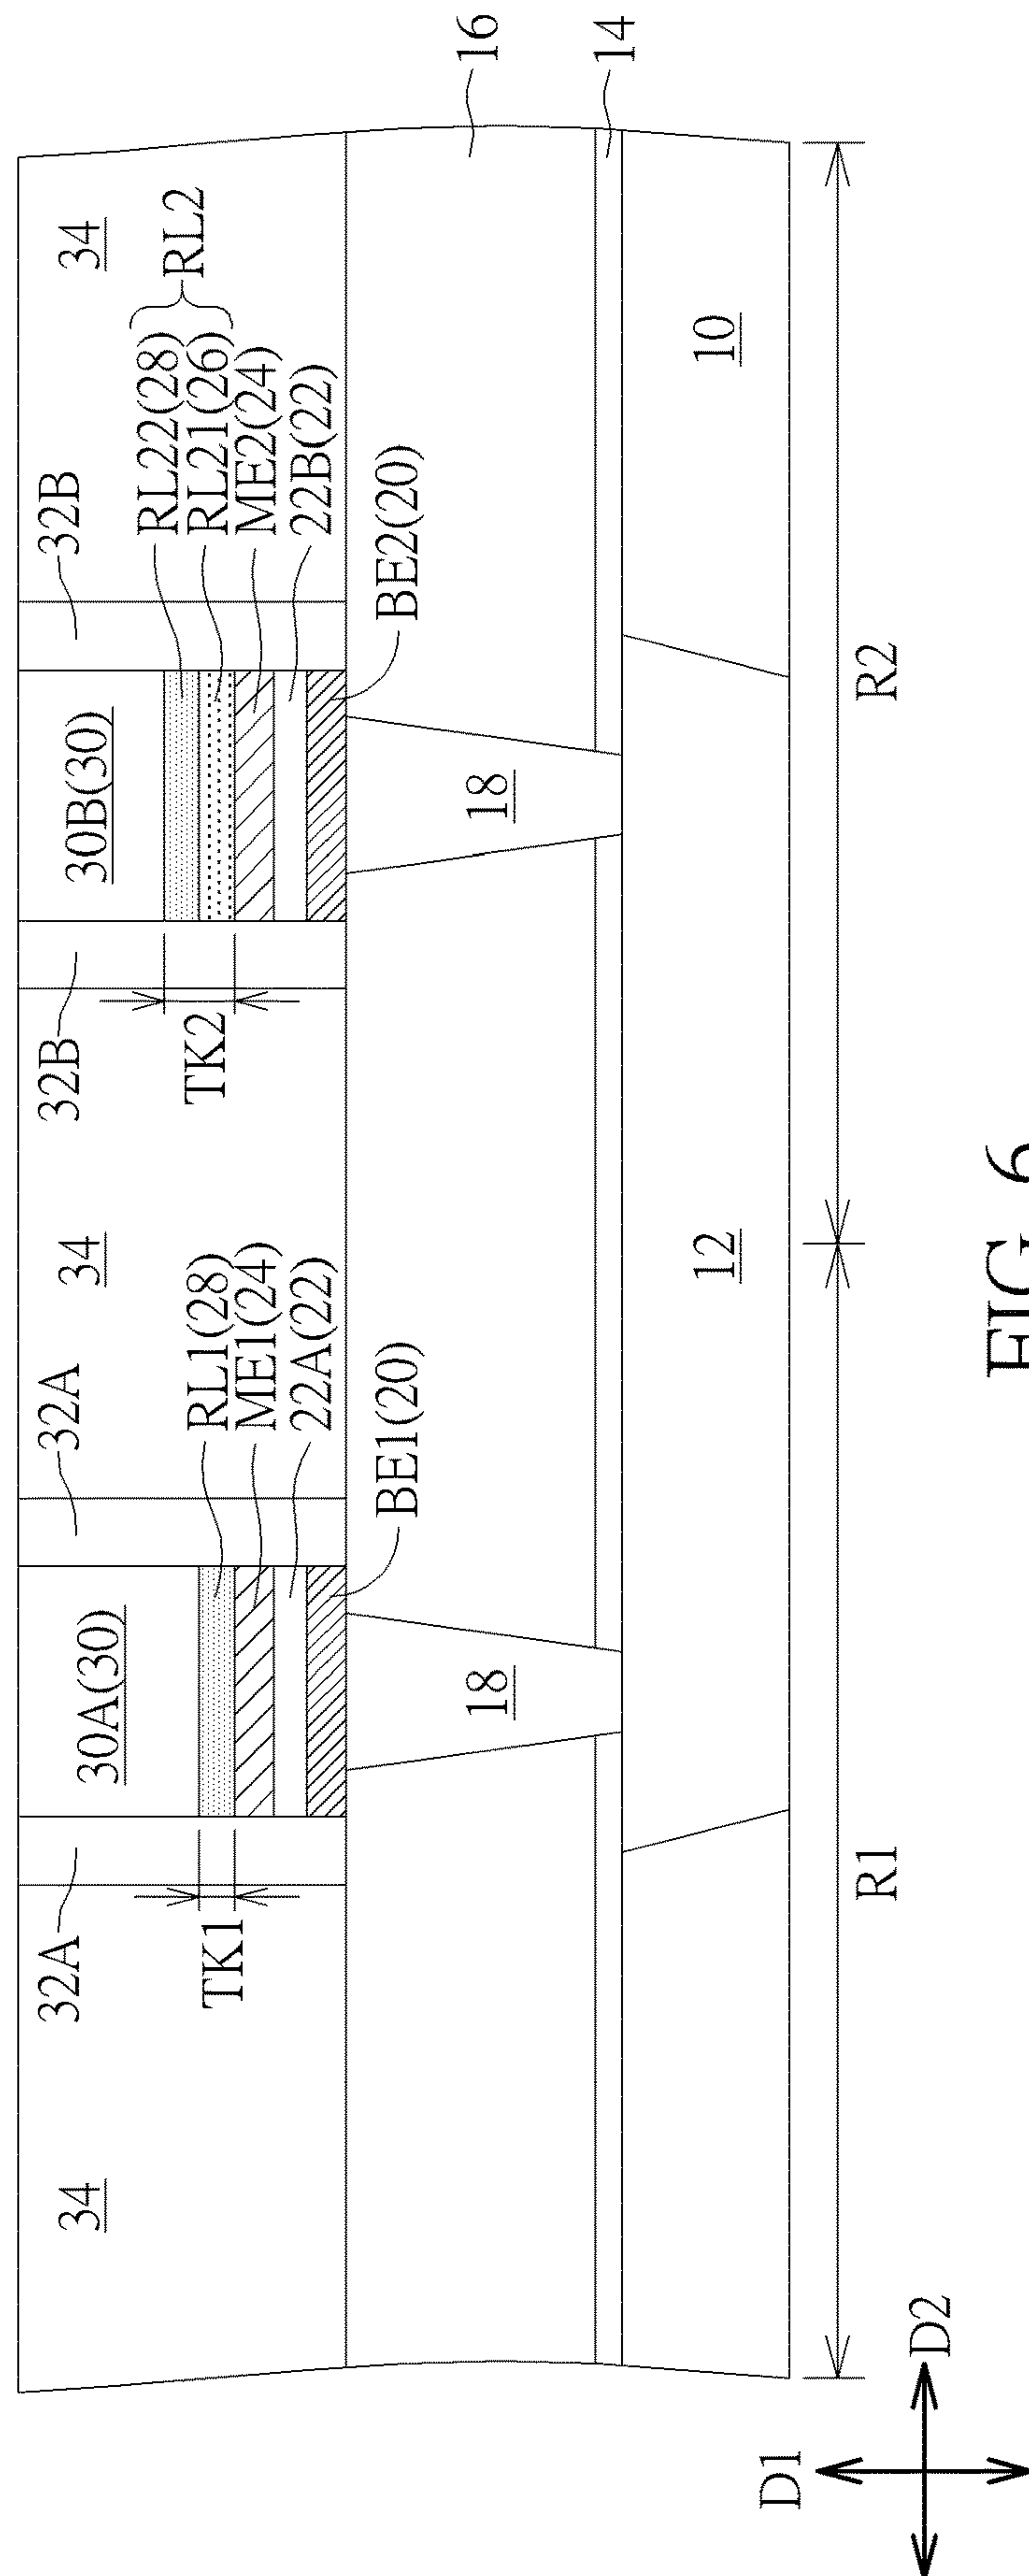 32A
32A
32B
32B
34
30A(30)
34
30B(30)
34
RL22(28)
RL21(26)
RL2
TK1
RL1(28)
ME1(24)
22A(22)
TK2
ME2(24)
22B(22)
BE1(20)
BE2(20)
18
18
16
14
12
10
R1
R2
D1
D2
FIG. 6